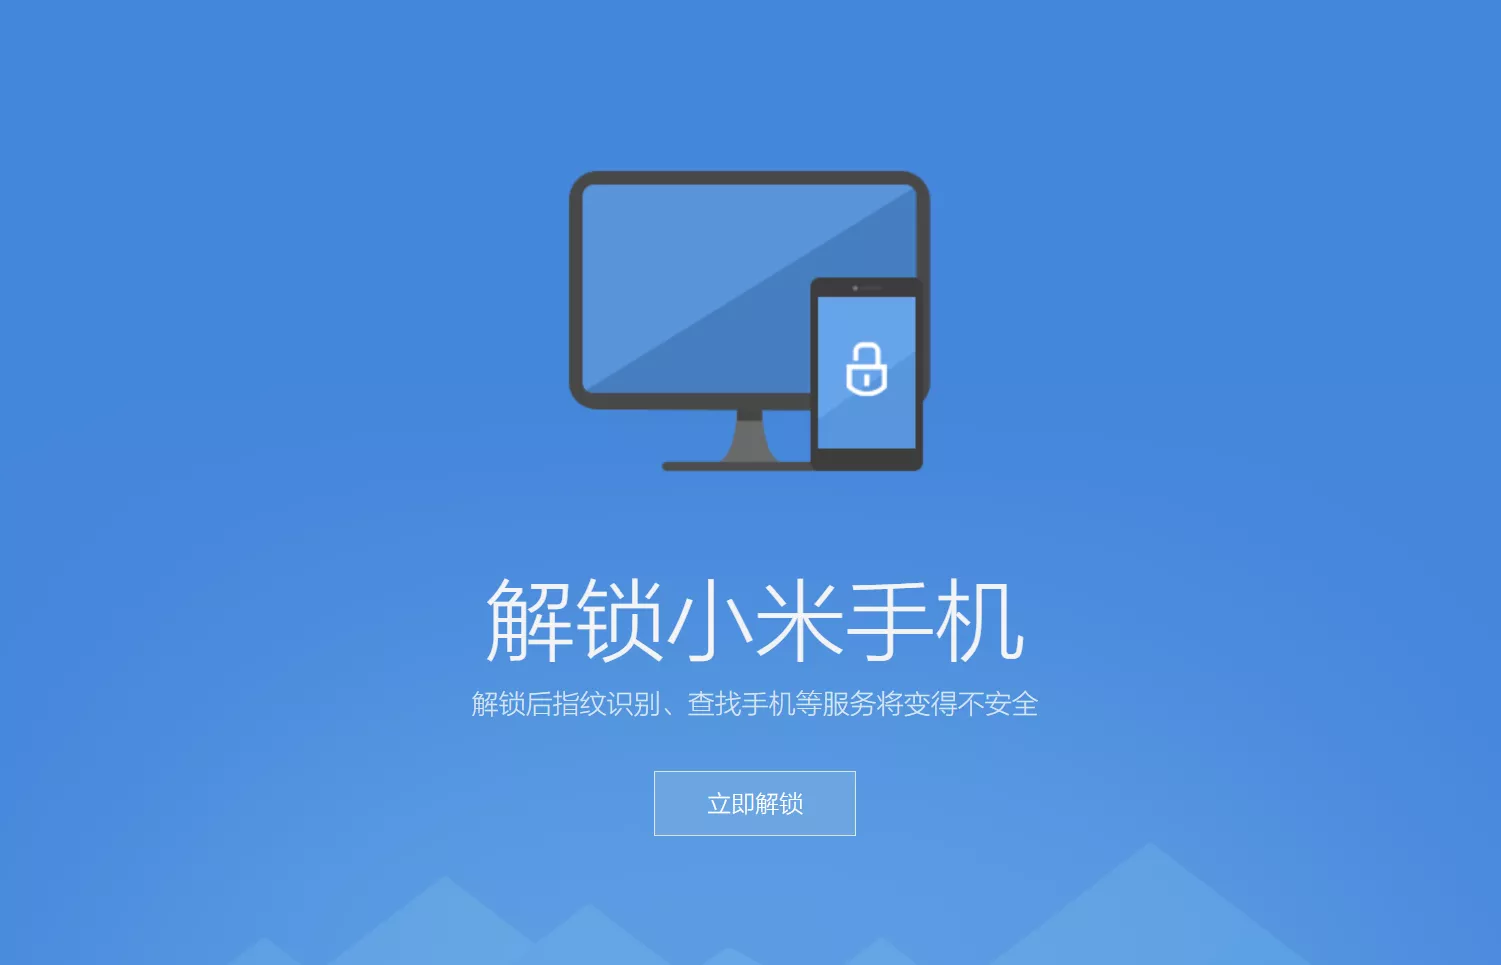 解锁小米手机
解锁后指纹识别、查找手机等服务将变得不安全
立即解锁